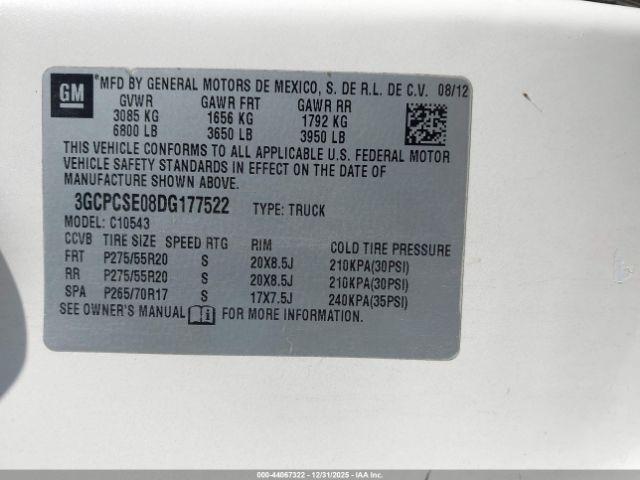 GM
*MFD BY GENERAL MOTORS DE MEXICO, S. DE R.L. DE C.V. 08/12
GVWR GAWR FRT GAWR RR
3085 KG 1656 KG 1792 KG
6800 LB 3650 LB 3950 LB
THIS VEHICLE CONFORMS TO ALL APPLICABLE U.S. FEDERAL MOTOR
VEHICLE SAFETY STANDARDS IN EFFECT ON THE DATE OF
MANUFACTURE SHOWN ABOVE.
3GCPCSE08DG177522 TYPE: TRUCK
MODEL: C10543
CCVB TIRE SIZE SPEED RTG RIM COLD TIRE PRESSURE
FRT P275/55R20 S 20X8.5J 210KPA(30PSI)
RR P275/55R20 S 20X8.5J 210KPA(30PSI)
SPA P265/70R17 S 17X7.5J 240KPA(35PSI)
SEE OWNER'S MANUAL FOR MORE INFORMATION.
000-44067322 - 12/31/2025 - IAA Inc.